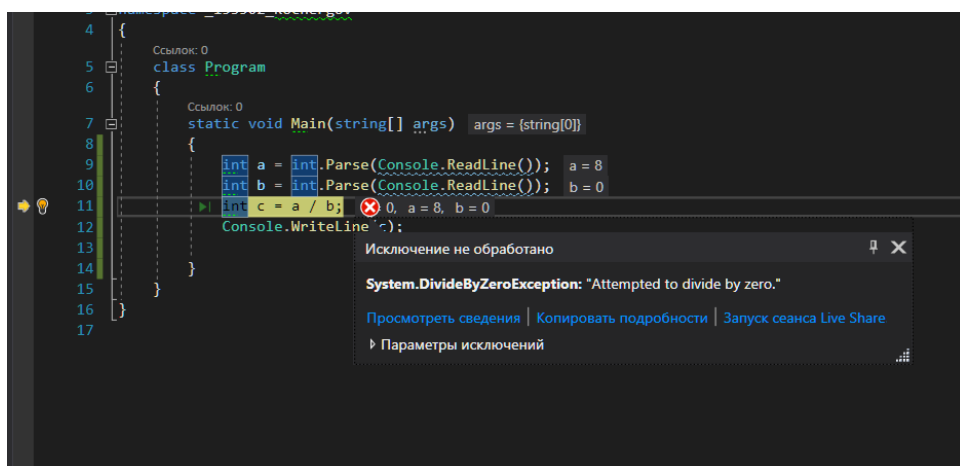 4 {
Ссылок: 0
5 class Program
6 {
Ссылок: 0
7 static void Main(string[] args) args = {string[0]}
8 {
9 int a = int.Parse(Console.ReadLine()); a = 8
10 int b = int.Parse(Console.ReadLine()); b = 0
11 int c = a / b; 0, a = 8, b = 0
12 Console.WriteLine(c);
13 Исключение не обработано
14 }
System.DivideByZeroException: "Attempted to divide by zero."
15 }
16 }
Просмотреть сведения | Копировать подробности | Запуск сеанса Live Share
17
Параметры исключений